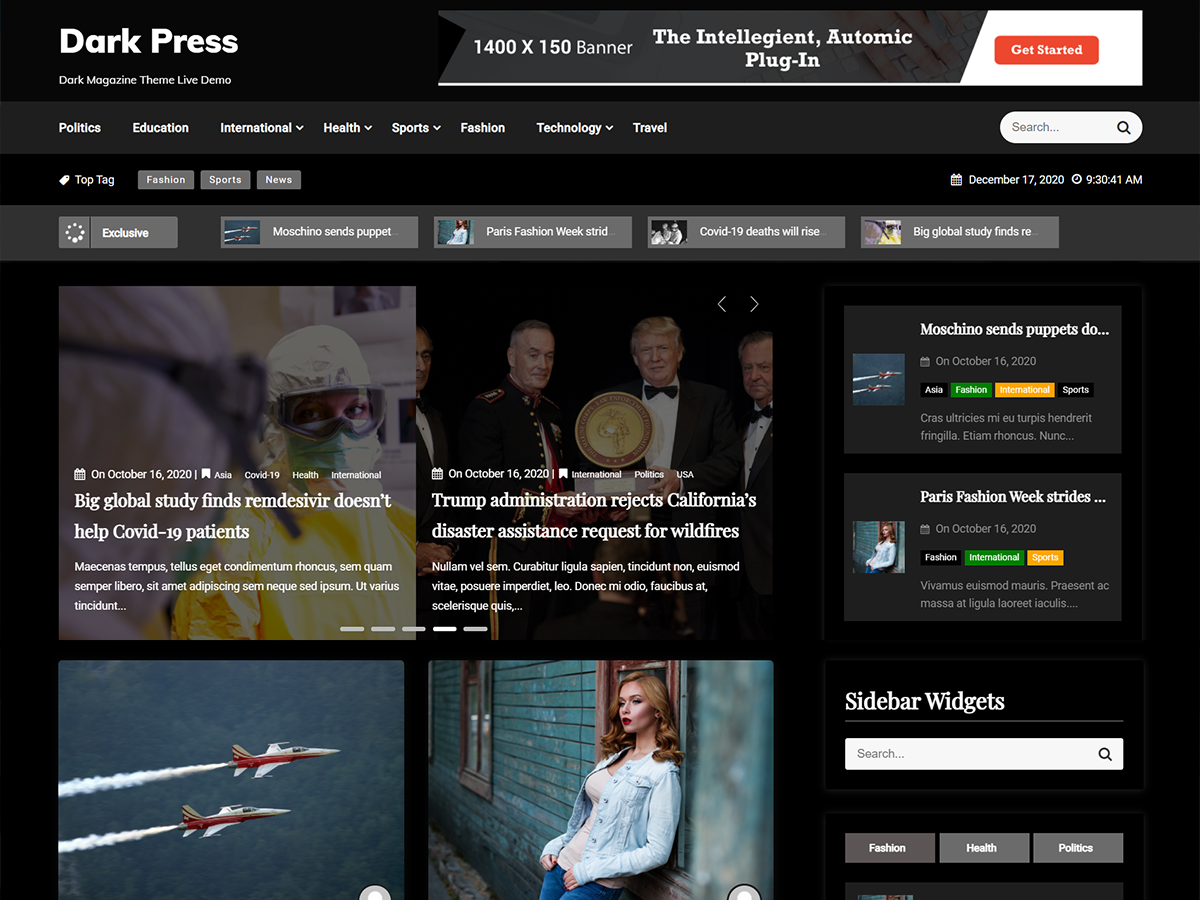 Dark Press
Dark Magazine Theme Live Demo
1400 X 150 Banner
The Intellegient, Automic
Plug-In
Get Started
Politics Education International Health Sports Fashion Technology Travel
Search...
Top Tag Fashion Sports News
December 17, 2020 9:30:41 AM
Exclusive
Moschino sends puppet...
Paris Fashion Week strid...
Covid-19 deaths will rise...
Big global study finds re...
On October 16, 2020 | Asia Covid-19 Health International
Big global study finds remdesivir doesn’t
help Covid-19 patients
Maecenas tempus, tellus eget condimentum rhoncus, sem quam
semper libero, sit amet adipiscing sem neque sed ipsum. Ut varius
tincidunt...
On October 16, 2020 | International Politics USA
Trump administration rejects California’s
disaster assistance request for wildfires
Nullam vel sem. Curabitur ligula sapien, tincidunt non, euismod
vitae, posuere imperdiet, leo. Donec mi odio, faucibus at,
scelerisque quis,...
Moschino sends puppets do...
On October 16, 2020
Asia Fashion International Sports
Cras ultricies mi eu turpis hendrerit
fringilla. Etiam rhoncus. Nunc...
Paris Fashion Week strides ...
On October 16, 2020
Fashion International Sports
Vivamus euismod mauris. Praesent ac
massa at ligula laoreet iaculis....
Sidebar Widgets
Search...
Fashion Health Politics